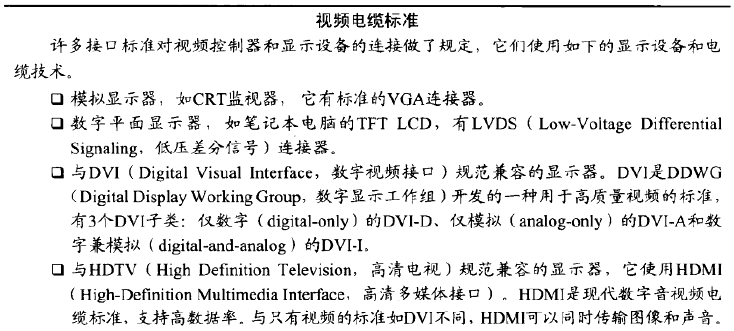 视频电缆标准
许多接口标准对视频控制器和显示设备的连接做了规定，它们使用如下的显示设备和电
缆技术。
❑ 模拟显示器，如CRT监视器，它有标准的VGA连接器。
❑ 数字平面显示器，如笔记本电脑的TFT LCD，有LVDS（Low-Voltage Differential
Signaling，低压差分信号）连接器。
❑ 与DVI（Digital Visual Interface，数字视频接口）规范兼容的显示器。DVI是DDWG
（Digital Display Working Group，数字显示工作组）开发的一种用于高质量视频的标准，
有3个DVI子类：仅数字（digital-only）的DVI-D、仅模拟（analog-only）的DVI-A和数
字兼模拟（digital-and-analog）的DVI-I。
❑ 与HDTV（High Definition Television，高清电视）规范兼容的显示器，它使用HDMI
（High-Definition Multimedia Interface，高清多媒体接口）。HDMI是现代数字音视频电
缆标准，支持高数据率。与只有视频的标准如DVI不同，HDMI可以同时传输图像和声音。